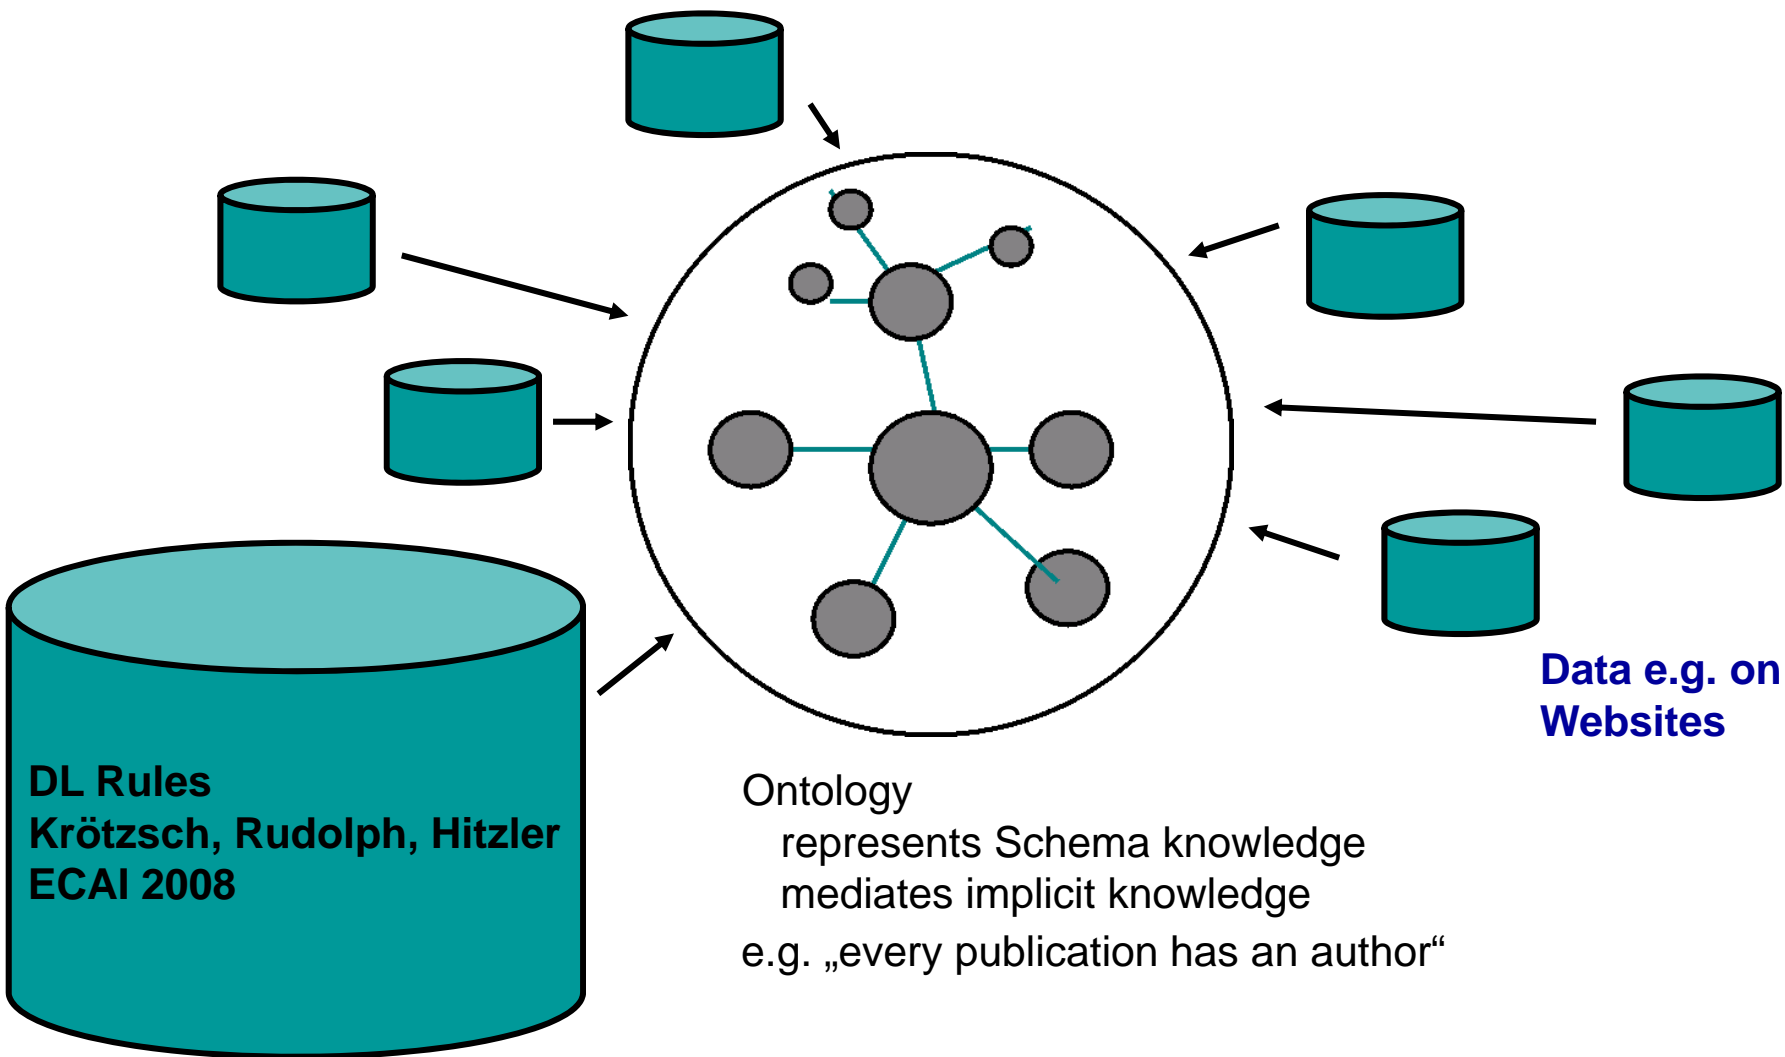 Data e.g. on
Websites
DL Rules
Krötzsch, Rudolph, Hitzler
ECAI 2008
Ontology
represents Schema knowledge
mediates implicit knowledge
e.g. „every publication has an author“